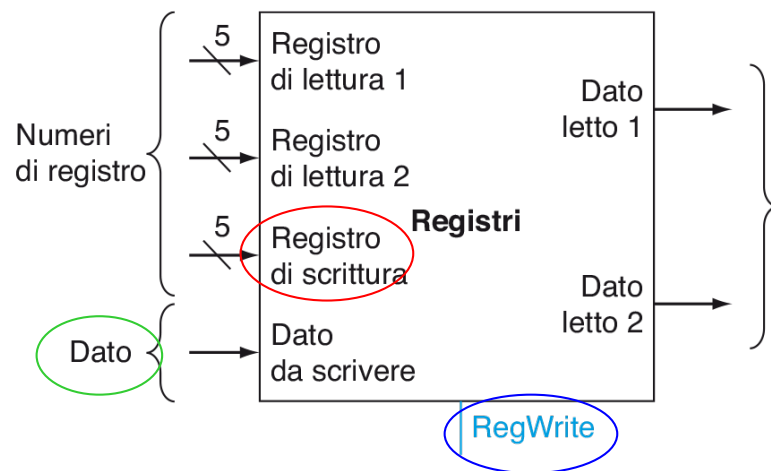 5
Registro
di lettura 1
Numeri
di registro
5
Registro
di lettura 2
5
Registro
di scrittura
Registri
Dato
Dato
da scrivere
Dato
letto 1
Dato
letto 2
RegWrite